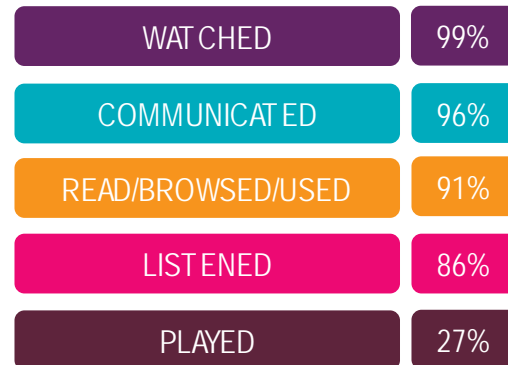 WATCHED 99%
COMMUNICATED 96%
READ/BROWSED/USED 91%
LISTENED 86%
PLAYED 27%